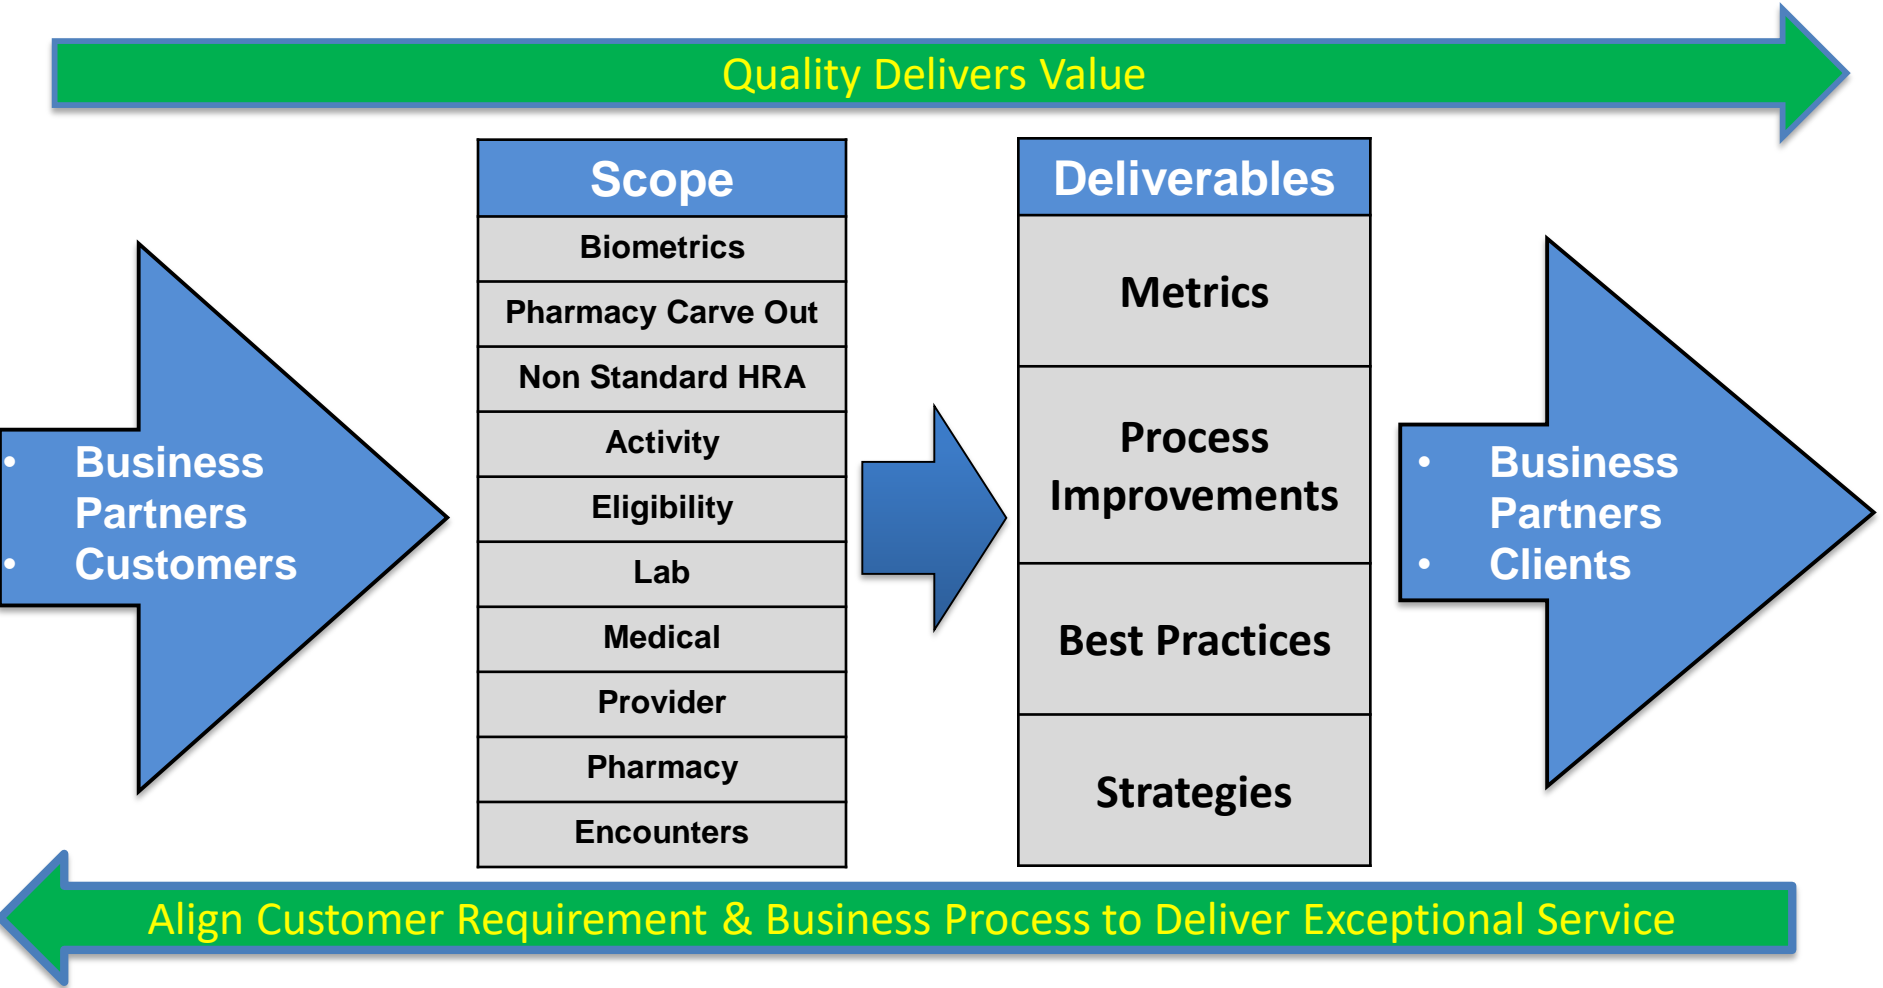 Quality Delivers Value
• Business
Partners
• Customers
Scope
Biometrics
Pharmacy Carve Out
Non Standard HRA
Activity
Eligibility
Lab
Medical
Provider
Pharmacy
Encounters
Deliverables
Metrics
Process
Improvements
Best Practices
Strategies
• Business
Partners
• Clients
Align Customer Requirement & Business Process to Deliver Exceptional Service